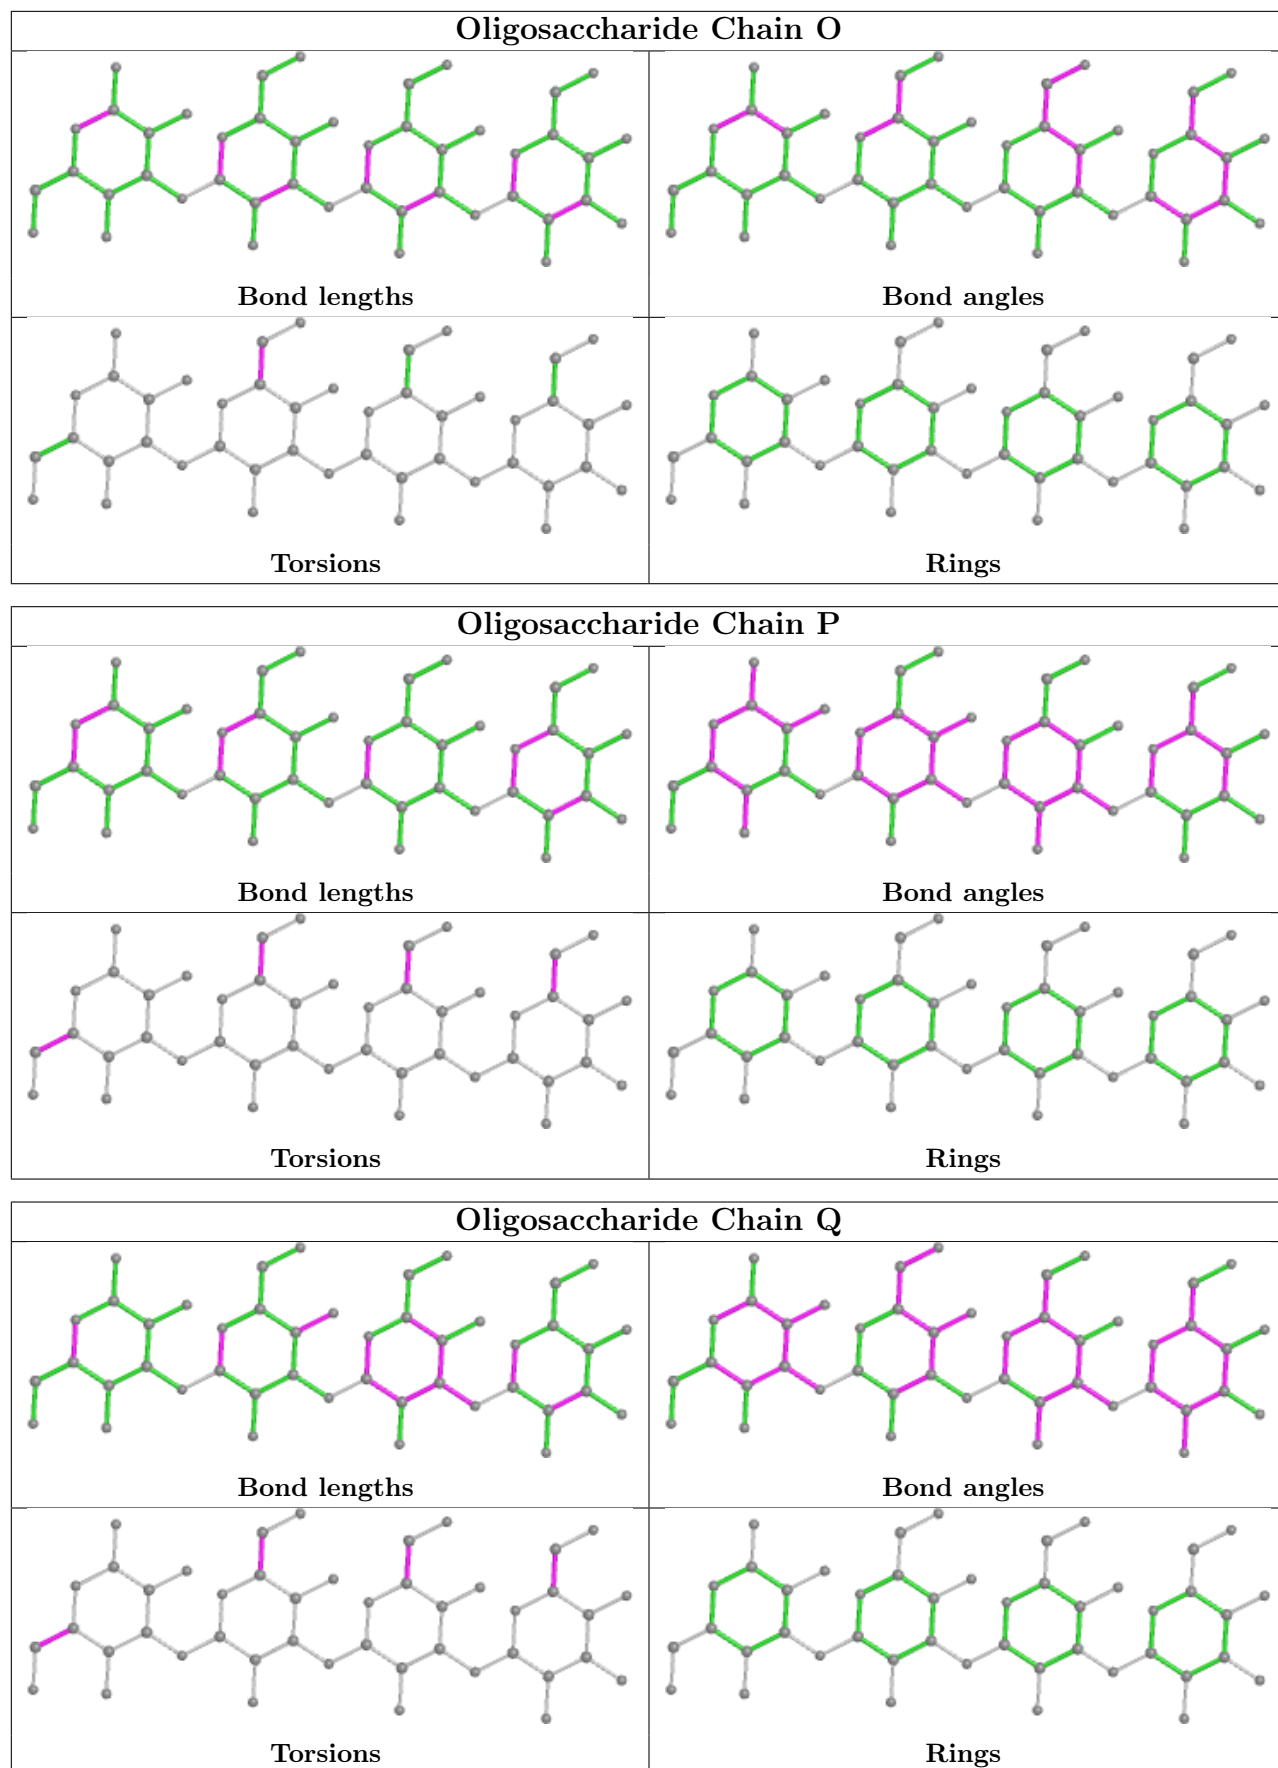 Oligosaccharide Chain O
Bond lengths
Bond angles
Torsions
Rings
Oligosaccharide Chain P
Bond lengths
Bond angles
Torsions
Rings
Oligosaccharide Chain Q
Bond lengths
Bond angles
Torsions
Rings